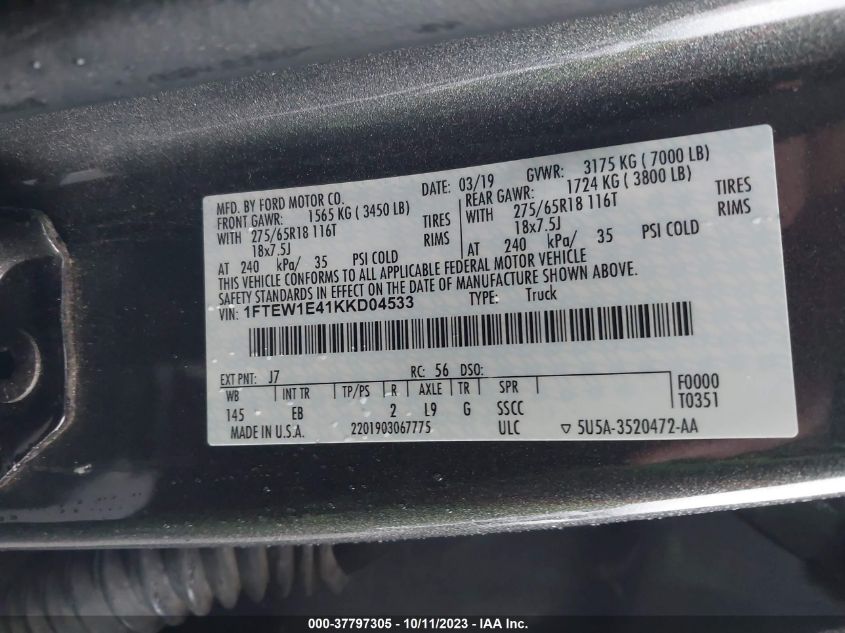 MFD. BY FORD MOTOR CO. DATE: 03/19 GVWR: 3175 KG ( 7000 LB)
FRONT GAWR: 1565 KG ( 3450 LB) REAR GAWR: 1724 KG ( 3800 LB)
WITH 275/65R18 116T TIRES WITH 275/65R18 116T TIRES
18x7.5J RIMS 18x7.5J RIMS
AT 240 kPa/ 35 PSI COLD AT 240 kPa/ 35 PSI COLD
THIS VEHICLE CONFORMS TO ALL APPLICABLE FEDERAL MOTOR VEHICLE
SAFETY STANDARDS IN EFFECT ON THE DATE OF MANUFACTURE SHOWN ABOVE.
VIN: 1FTEW1E41KKD04533 TYPE: Truck
EXT PNT: J7 RC: 56 DSO:
WB INT TR TP/PS R AXLE TR SPR F0000
145 EB 2 L9 G SSCC T0351
MADE IN U.S.A. 2201903067775 ULC ▽ 5U5A-3520472-AA
000-37797305 - 10/11/2023 - IAA Inc.